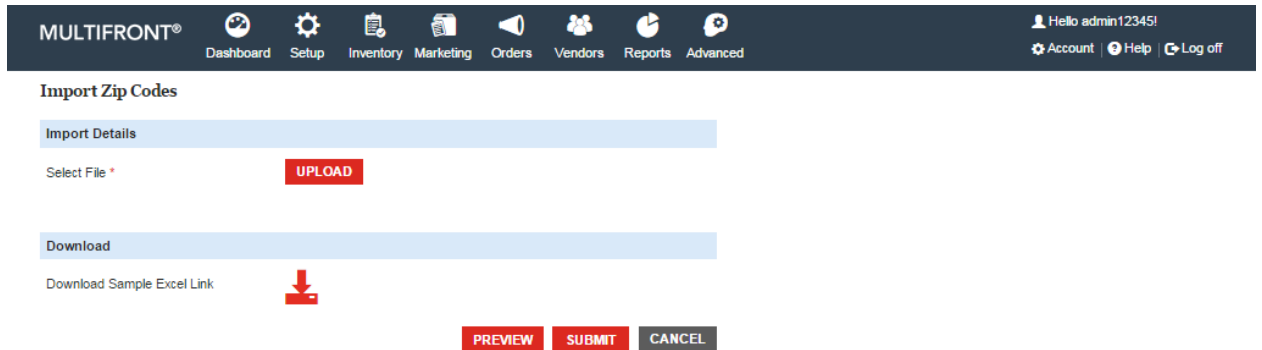 MULTIFRONT®
Dashboard Setup Inventory Marketing Orders Vendors Reports Advanced
Hello admin12345!
Account | Help | Log off
Import Zip Codes
Import Details
Select File * UPLOAD
Download
Download Sample Excel Link
PREVIEW SUBMIT CANCEL